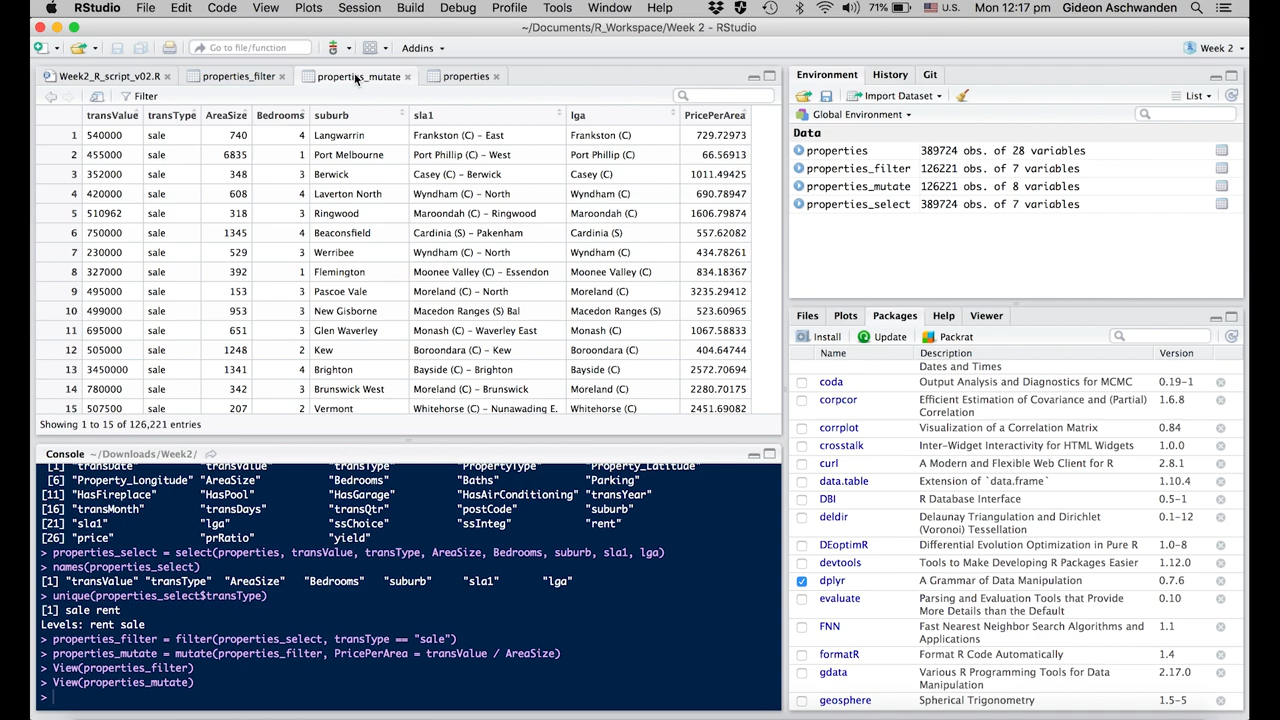 RStudio File Edit Code View Plots Session Build Debug Profile Tools Window Help 71% U.S. Mon 12:17 pm Gideon Aschwanden
~/Documents/R_Workspace/Week 2 - RStudio
Go to file/function Addins Week 2
Week2_R_script_v02.R properties_filter properties_mutate properties
Filter
transValue transType AreaSize Bedrooms suburb sla1 lga PricePerArea
1 540000 sale 740 4 Langwarrin Frankston (C) - East Frankston (C) 729.72973
2 455000 sale 6835 1 Port Melbourne Port Phillip (C) - West Port Phillip (C) 66.56913
3 352000 sale 348 3 Berwick Casey (C) - Berwick Casey (C) 1011.49425
4 420000 sale 608 4 Laverton North Wyndham (C) - North Wyndham (C) 690.78947
5 510962 sale 318 3 Ringwood Maroondah (C) - Ringwood Maroondah (C) 1606.79874
6 750000 sale 1345 4 Beaconsfield Cardinia (S) - Pakenham Cardinia (S) 557.62082
7 230000 sale 529 3 Werribee Wyndham (C) - North Wyndham (C) 434.78261
8 327000 sale 392 1 Flemington Moonee Valley (C) - Essendon Moonee Valley (C) 834.18367
9 495000 sale 153 3 Pascoe Vale Moreland (C) - North Moreland (C) 3235.29412
10 499000 sale 953 3 New Gisborne Macedon Ranges (S) Bal Macedon Ranges (S) 523.60965
11 695000 sale 651 3 Glen Waverley Monash (C) - Waverley East Monash (C) 1067.58833
12 505000 sale 1248 2 Kew Boroondara (C) - Kew Boroondara (C) 404.64744
13 3450000 sale 1341 4 Brighton Bayside (C) - Brighton Bayside (C) 2572.70694
14 780000 sale 342 3 Brunswick West Moreland (C) - Brunswick Moreland (C) 2280.70175
15 507500 sale 207 2 Vermont Whitehorse (C) - Nunawading E. Whitehorse (C) 2451.69082
Showing 1 to 15 of 126,221 entries
Console ~/Downloads/Week2/
[1] "transDate" "transValue" "transType" "PropertyType" "Property_Latitude"
[6] "Property_Longitude" "AreaSize" "Bedrooms" "Baths" "Parking"
[11] "HasFireplace" "HasPool" "HasGarage" "HasAirConditioning" "transYear"
[16] "transMonth" "transDays" "transQtr" "postCode" "suburb"
[21] "sla1" "lga" "ssChoice" "ssInteg" "rent"
[26] "price" "prRatio" "yield"
> properties_select = select(properties, transValue, transType, AreaSize, Bedrooms, suburb, sla1, lga)
> names(properties_select)
[1] "transValue" "transType" "AreaSize" "Bedrooms" "suburb" "sla1" "lga"
> unique(properties_select$transType)
[1] sale rent
Levels: rent sale
> properties_filter = filter(properties_select, transType == "sale")
> properties_mutate = mutate(properties_filter, PricePerArea = transValue / AreaSize)
> View(properties_filter)
> View(properties_mutate)
>
Environment History Git
Import Dataset List
Global Environment
Data
properties 389724 obs. of 28 variables
properties_filter 126221 obs. of 7 variables
properties_mutate 126221 obs. of 8 variables
properties_select 389724 obs. of 7 variables
Files Plots Packages Help Viewer
Install Update Packrat
Name Description Version
Dates and Times
coda Output Analysis and Diagnostics for MCMC 0.19-1
corpcor Efficient Estimation of Covariance and (Partial) 1.6.8
Correlation
corrplot Visualization of a Correlation Matrix 0.84
crosstalk Inter-Widget Interactivity for HTML Widgets 1.0.0
curl A Modern and Flexible Web Client for R 2.8.1
data.table Extension of `data.frame` 1.10.4
DBI R Database Interface 0.5-1
deldir Delaunay Triangulation and Dirichlet 0.1-12
(Voronoi) Tessellation
DEoptimR Differential Evolution Optimization in Pure R 1.0-8
devtools Tools to Make Developing R Packages Easier 1.12.0
dplyr A Grammar of Data Manipulation 0.7.6
evaluate Parsing and Evaluation Tools that Provide 0.10
More Details than the Default
FNN Fast Nearest Neighbor Search Algorithms and 1.1
Applications
formatR Format R Code Automatically 1.4
gdata Various R Programming Tools for Data 2.17.0
Manipulation
geosphere Spherical Trigonometry 1.5-5